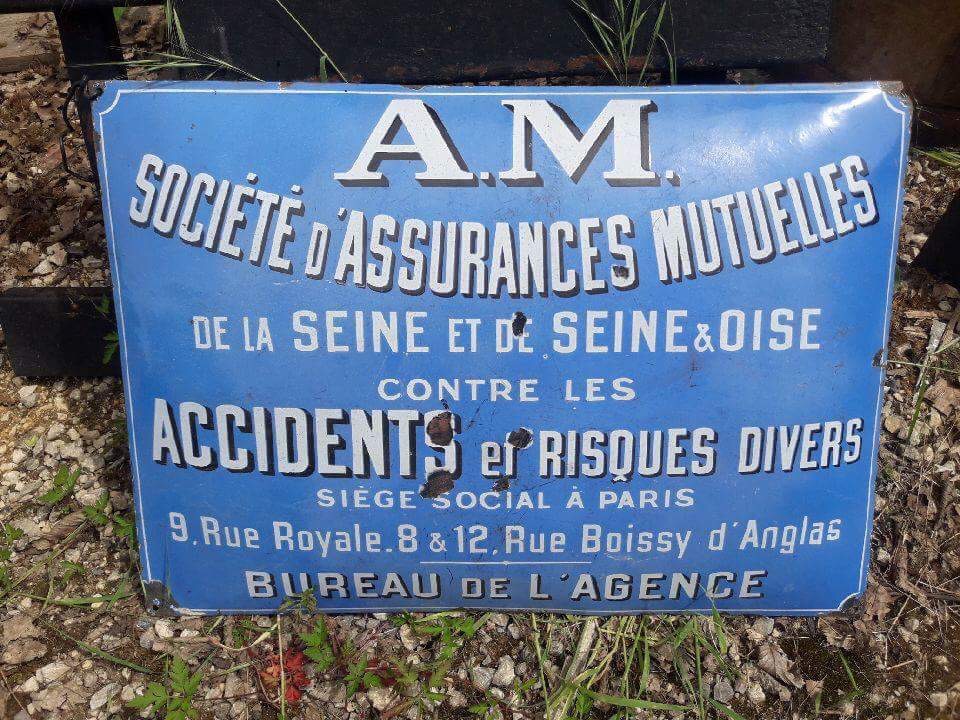 A.M.
SOCIÉTÉ D'ASSURANCES MUTUELLES
DE LA SEINE ET DE SEINE & OISE
CONTRE LES
ACCIDENTS et RISQUES DIVERS
SIÈGE SOCIAL À PARIS
9, Rue Royale. 8 & 12, Rue Boissy d'Anglas
BUREAU DE L'AGENCE